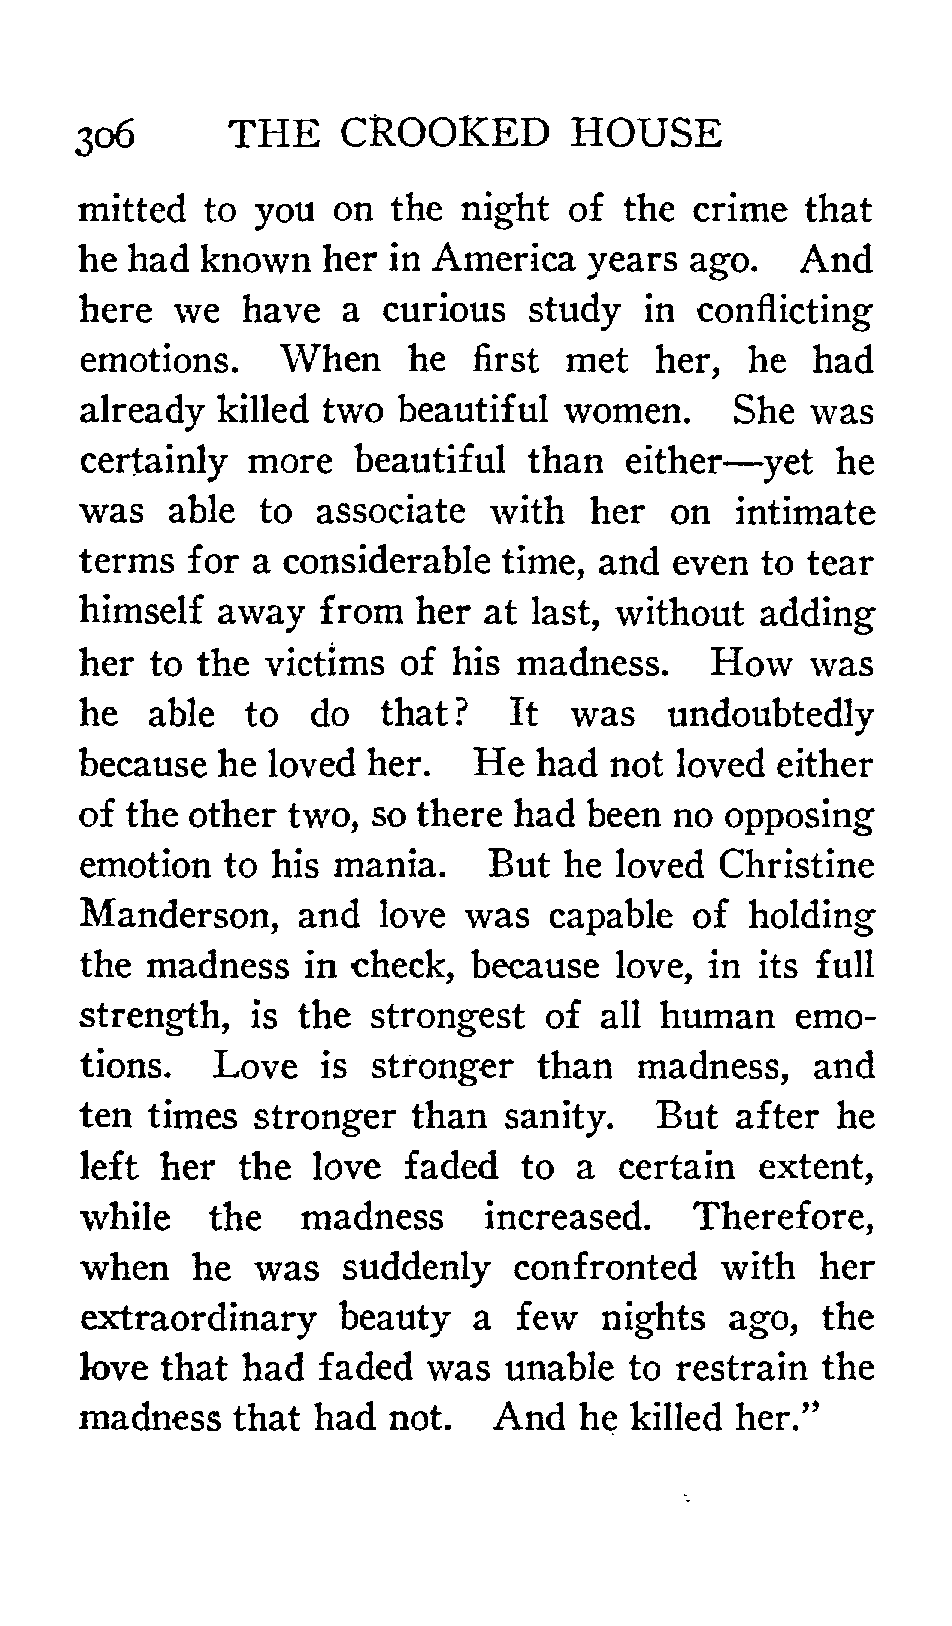 306 THE CROOKED HOUSE
mitted to you on the night of the crime that
he had known her in America years ago. And
here we have a curious study in conflicting
emotions. When he first met her, he had
already killed two beautiful women. She was
certainly more beautiful than either—yet he
was able to associate with her on intimate
terms for a considerable time, and even to tear
himself away from her at last, without adding
her to the victims of his madness. How was
he able to do that? It was undoubtedly
because he loved her. He had not loved either
of the other two, so there had been no opposing
emotion to his mania. But he loved Christine
Manderson, and love was capable of holding
the madness in check, because love, in its full
strength, is the strongest of all human emo-
tions. Love is stronger than madness, and
ten times stronger than sanity. But after he
left her the love faded to a certain extent,
while the madness increased. Therefore,
when he was suddenly confronted with her
extraordinary beauty a few nights ago, the
love that had faded was unable to restrain the
madness that had not. And he killed her."